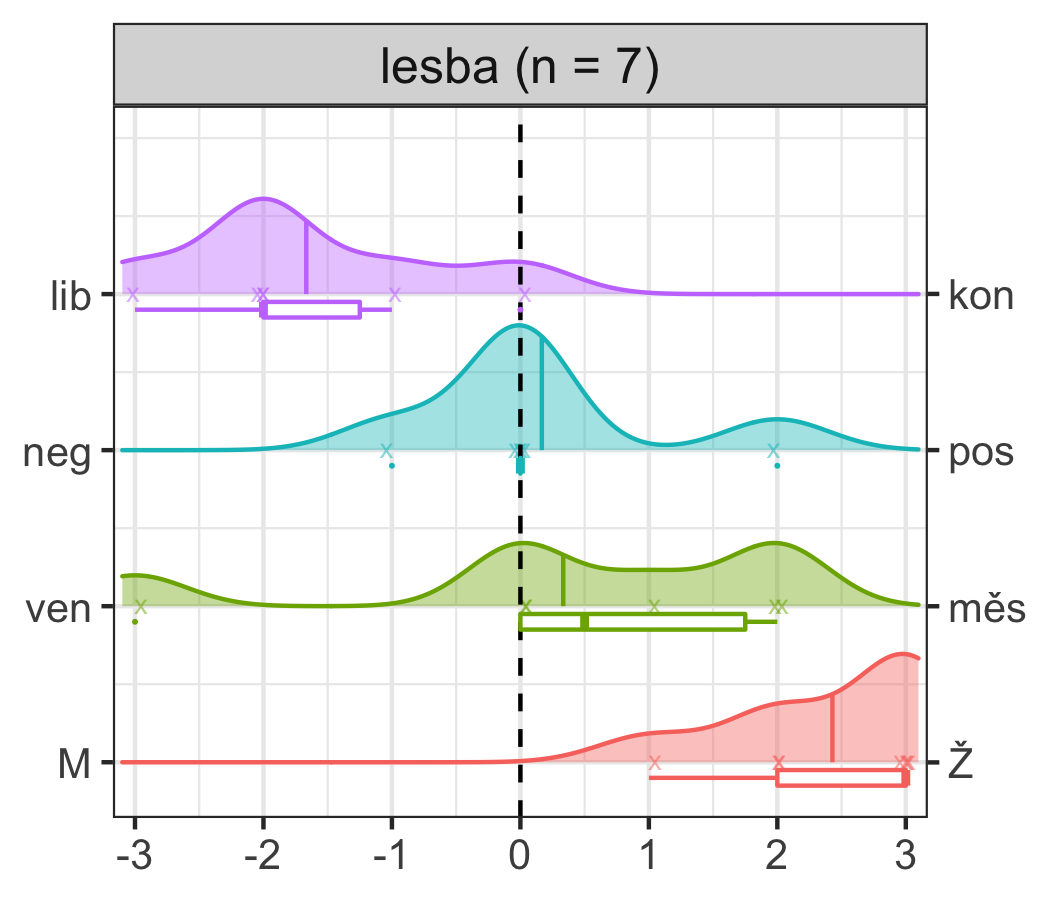 lesba (n = 7)
lib kon
neg pos
ven měs
M Ž
-3 -2 -1 0 1 2 3